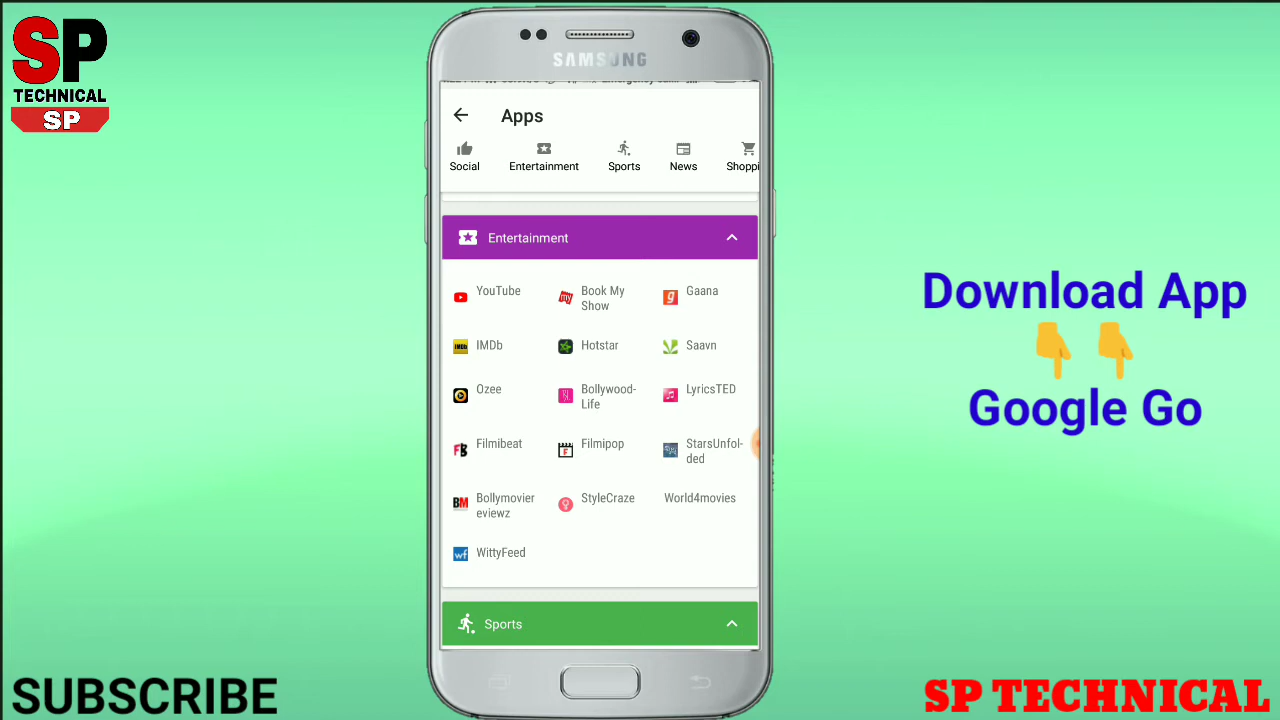 SP
TECHNICAL
SP
SAMSUNG
Apps
Social Entertainment Sports News Shoppi
Entertainment
YouTube
Book My
Show
Gaana
IMDb
Hotstar
Saavn
Ozee
Bollywood-
Life
LyricsTED
Filmibeat
Filmipop
StarsUnfol-
ded
Bollymovier
eviewz
StyleCraze
World4movies
WittyFeed
Sports
Download App
Google Go
SUBSCRIBE
SP TECHNICAL